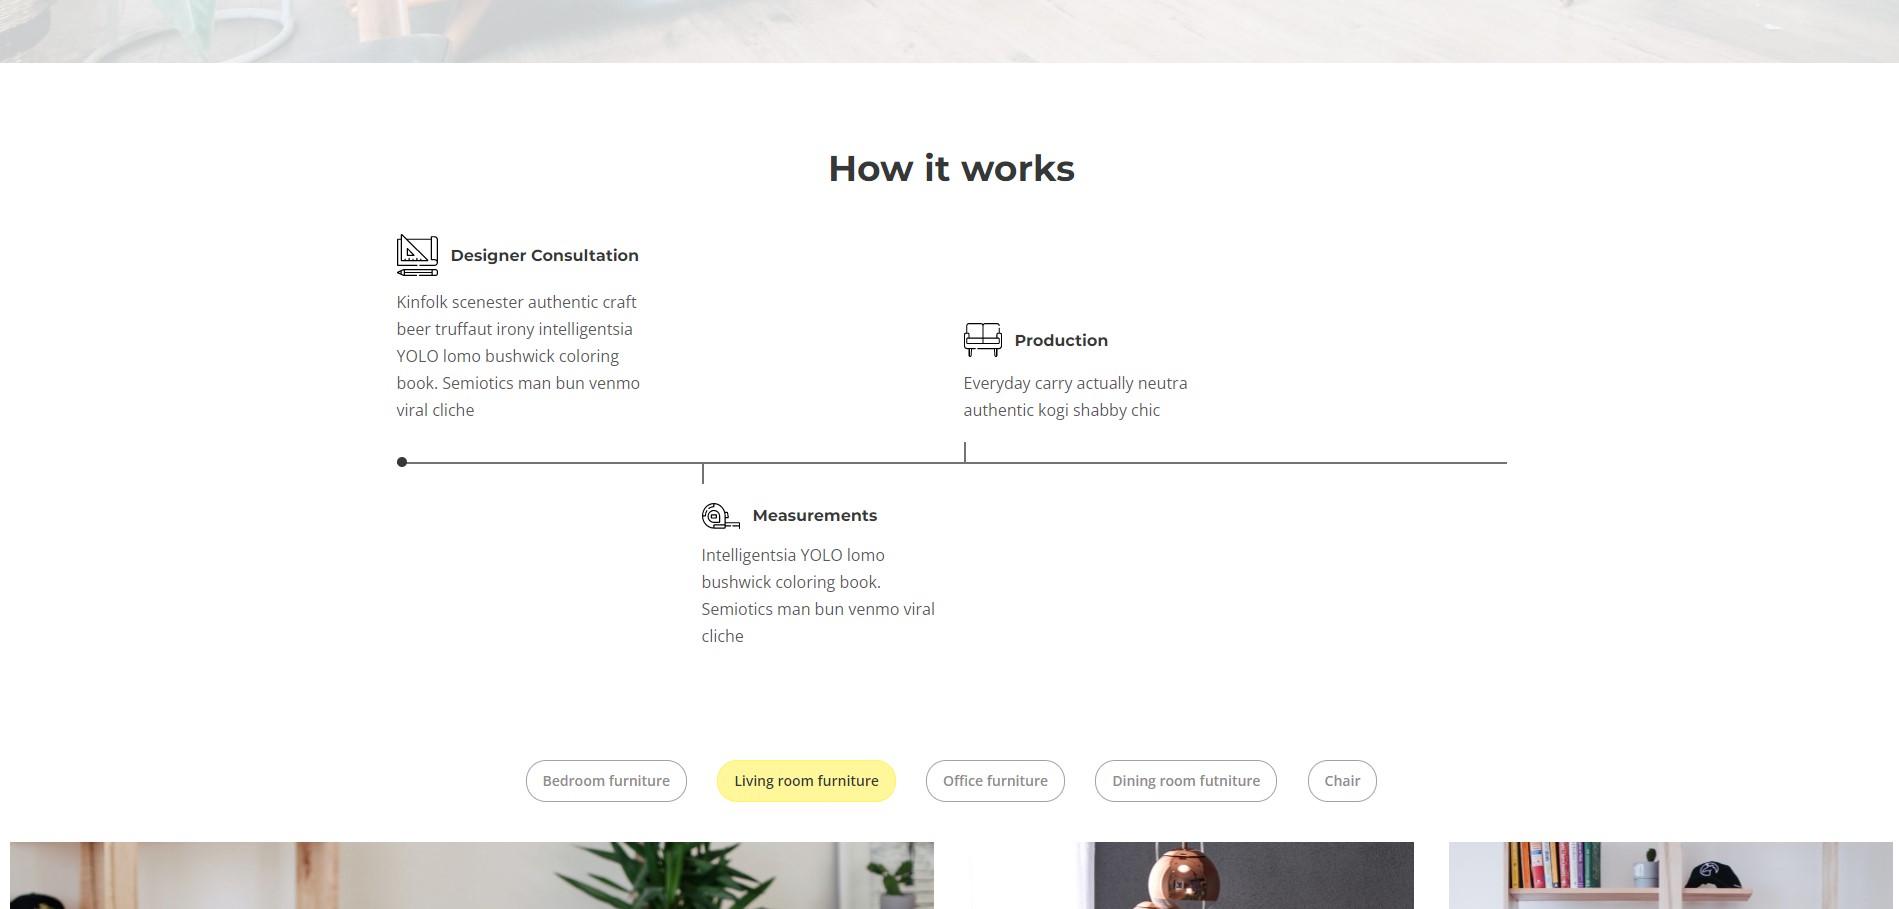 How it works
Designer Consultation
Kinfolk scenester authentic craft
beer truffaut irony intelligentsia
YOLO lomo bushwick coloring
book. Semiotics man bun venmo
viral cliche
Production
Everyday carry actually neutra
authentic kogi shabby chic
Measurements
Intelligentsia YOLO lomo
bushwick coloring book.
Semiotics man bun venmo viral
cliche
Bedroom furniture
Living room furniture
Office furniture
Dining room futniture
Chair